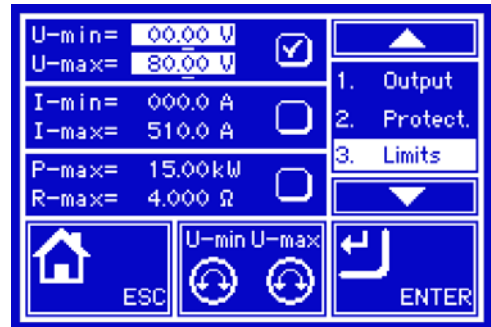 U-min= 00.00 V
U-max= 80.00 V
I-min= 000.0 A
I-max= 510.0 A
P-max= 15.00kW
R-max= 4.000 Ω
1. Output
2. Protect.
3. Limits
ESC
U-min U-max
ENTER